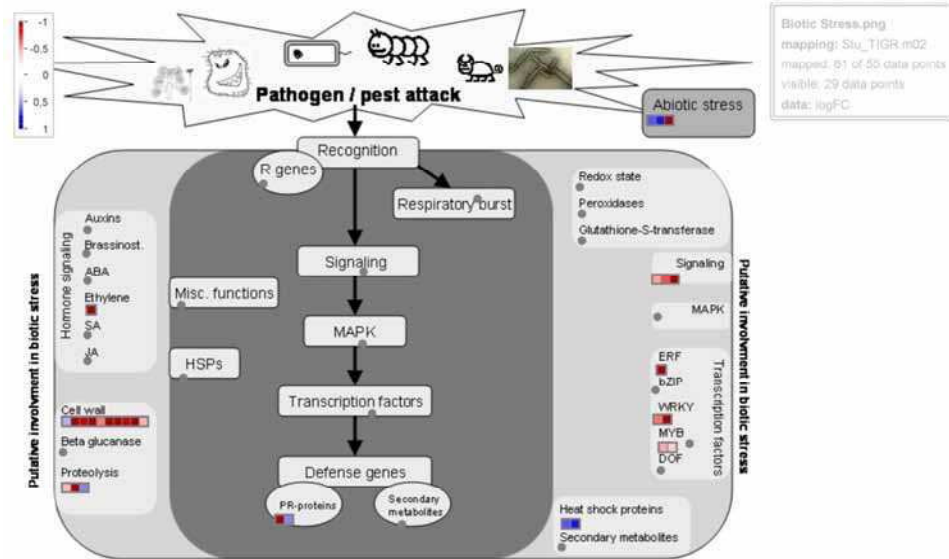 -1
-0.5
0
0,5
1
Biotic Stress.png
mapping: Stu_TIGR m02
mapped: 61 of 55 data points
visible: 29 data points
data: logFC
Pathogen / pest attack
Abiotic stress
Recognition
R genes
Respiratory burst
Redox state
Peroxidases
Glutathione-S-transferase
Putative involvment in biotic stress
Hormone signaling
Auxins
Brassinost.
ABA
Ethylene
SA
JA
Signaling
Misc. functions
MAPK
HSPs
Transcription factors
Defense genes
PR-proteins
Secondary
metabolites
Cell wall
Beta glucanase
Proteolysis
Signaling
MAPK
ERF
bZIP
WRKY
MYB
DOF
Transcription factors
Putative involvment in biotic stress
Heat shock proteins
Secondary metabolites